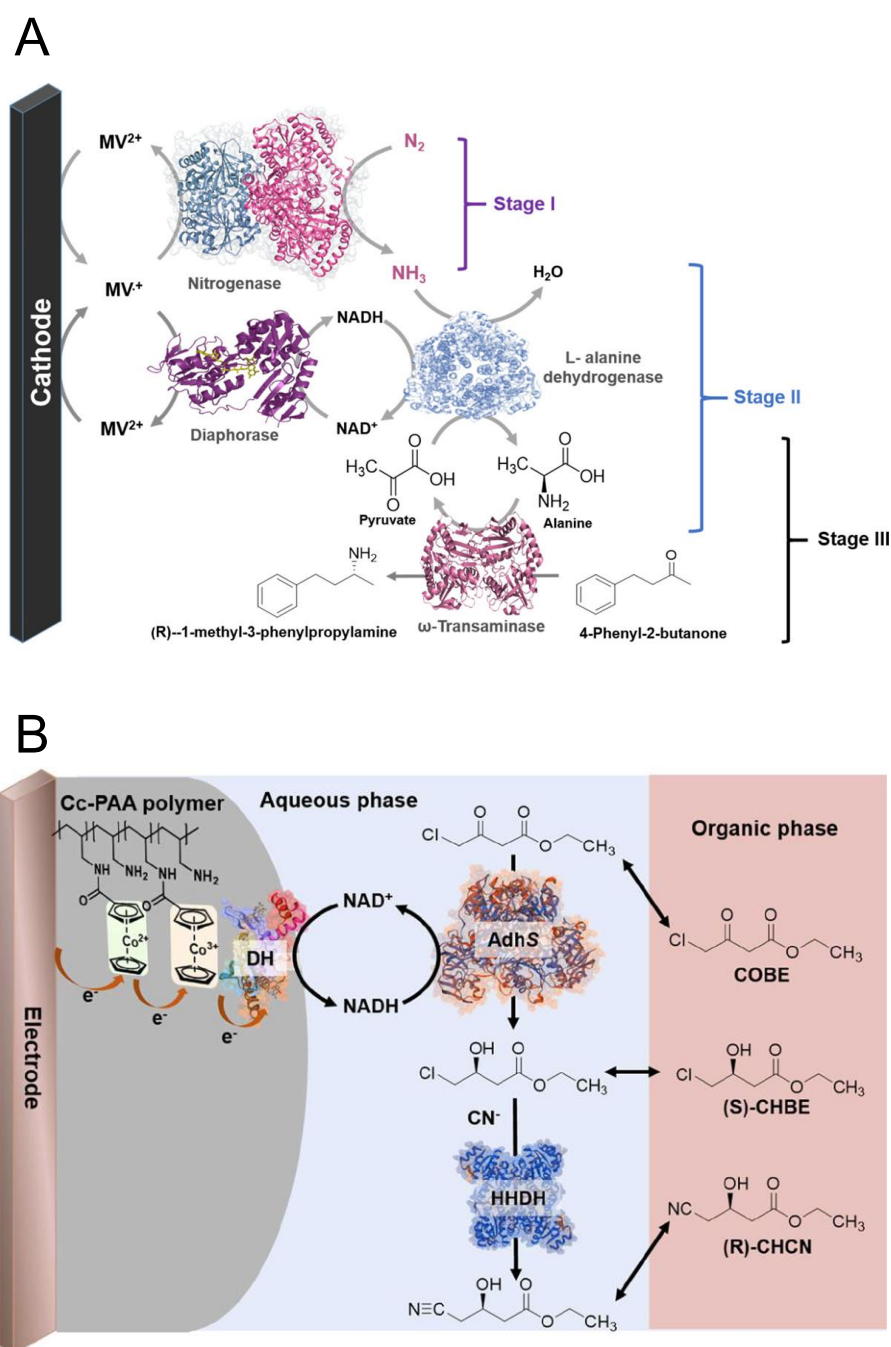 A
Cathode
MV2+
MV·+
MV2+
Nitrogenase
N2
NH3
Stage I
H2O
NADH
NAD+
Diaphorase
L- alanine
dehydrogenase
Stage II
H3C
O
OH
O
Pyruvate
H3C
O
OH
NH2
Alanine
Stage III
NH2
(R)--1-methyl-3-phenylpropylamine
ω-Transaminase
O
4-Phenyl-2-butanone
B
Electrode
Cc-PAA polymer
NH
NH2
NH
NH2
O
O
Co2+
Co3+
DH
e-
e-
e-
Aqueous phase
NAD+
NADH
Cl
O
O
O
CH3
AdhS
Cl
OH
O
O
CH3
CN-
HHDH
N≡C
OH
O
O
CH3
Organic phase
Cl
O
O
O
CH3
COBE
Cl
OH
O
O
CH3
(S)-CHBE
NC
OH
O
O
CH3
(R)-CHCN